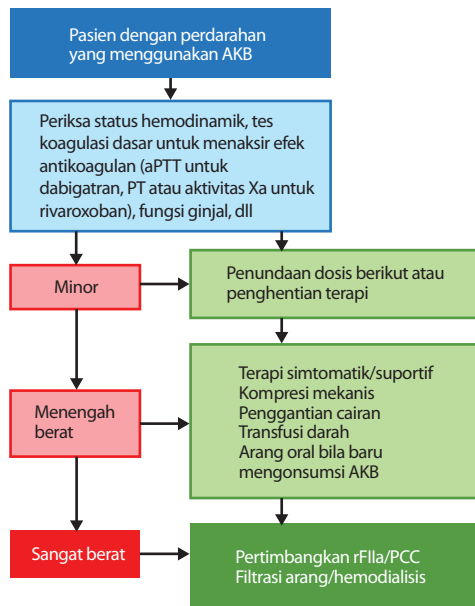 Pasien dengan perdarahan
yang menggunakan AKB
Periksa status hemodinamik, tes
koagulasi dasar untuk menaksir efek
antikoagulan (aPTT untuk
dabigatran, PT atau aktivitas Xa untuk
rivaroxoban), fungsi ginjal, dll
Minor
Penundaan dosis berikut atau
penghentian terapi
Menengah
berat
Terapi simtomatik/suportif
Kompresi mekanis
Penggantian cairan
Transfusi darah
Arang oral bila baru
mengonsumsi AKB
Sangat berat
Pertimbangkan rFIIa/PCC
Filtrasi arang/hemodialisis